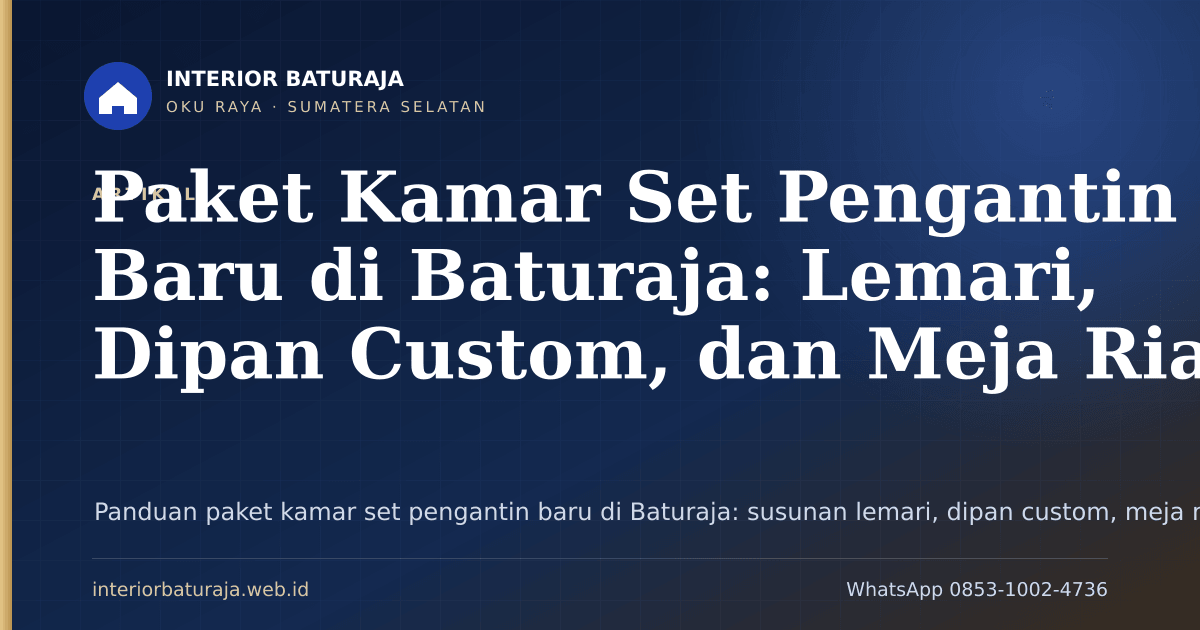 INTERIOR BATURAJA
OKU RAYA · SUMATERA SELATAN
ARTIKEL
Paket Kamar Set Pengantin
Baru di Baturaja: Lemari,
Dipan Custom, dan Meja Ria
Panduan paket kamar set pengantin baru di Baturaja: susunan lemari, dipan custom, meja r
interiorbaturaja.web.id
WhatsApp 0853-1002-4736